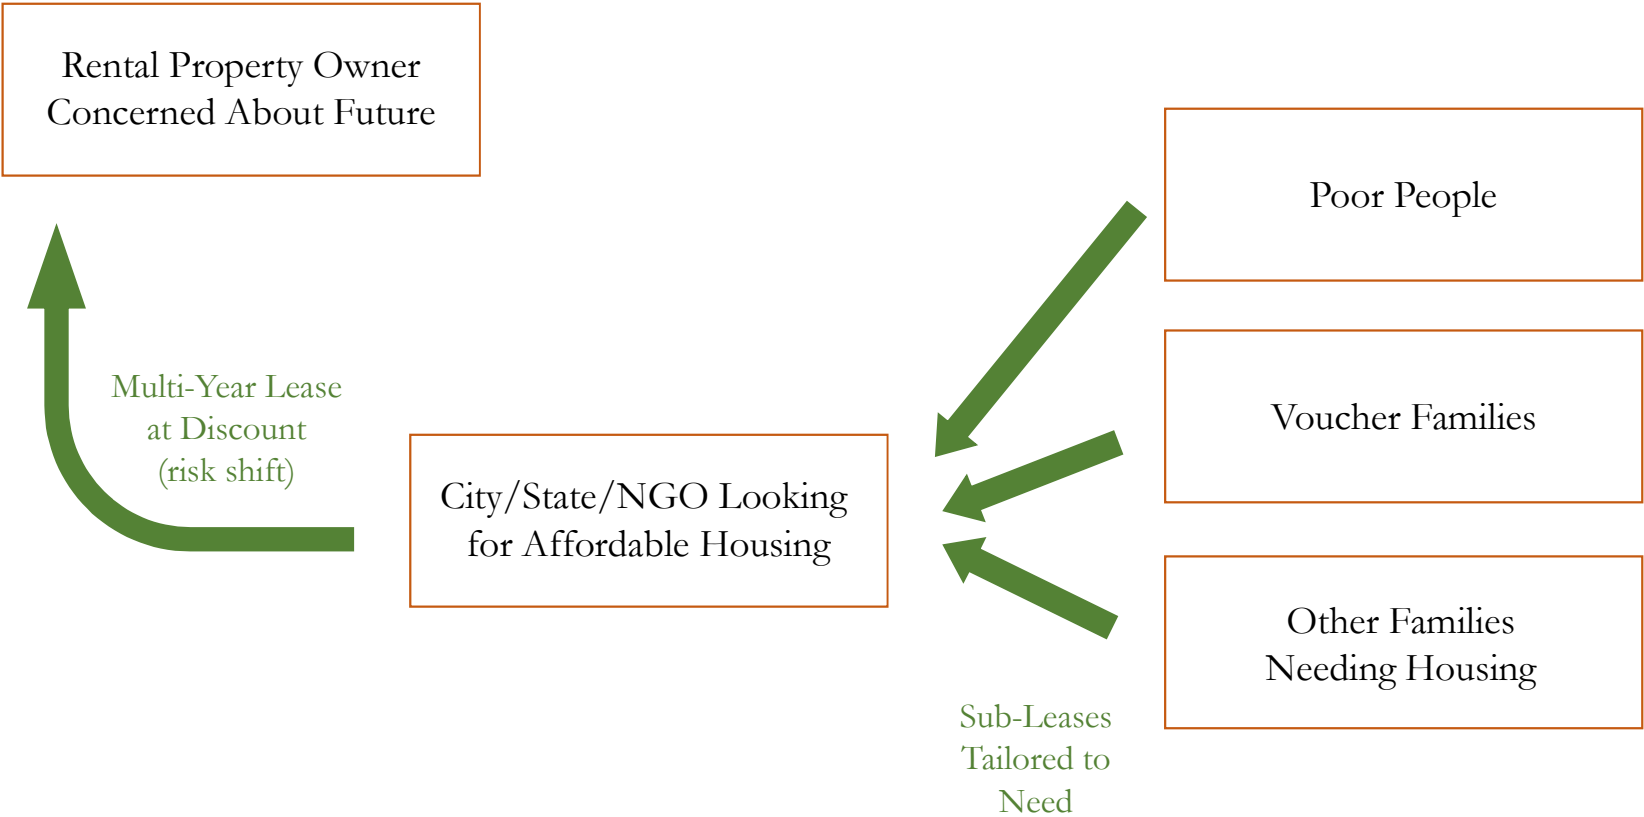 Rental Property Owner
Concerned About Future
Poor People
Multi-Year Lease
at Discount
(risk shift)
Voucher Families
City/State/NGO Looking
for Affordable Housing
Other Families
Needing Housing
Sub-Leases
Tailored to
Need